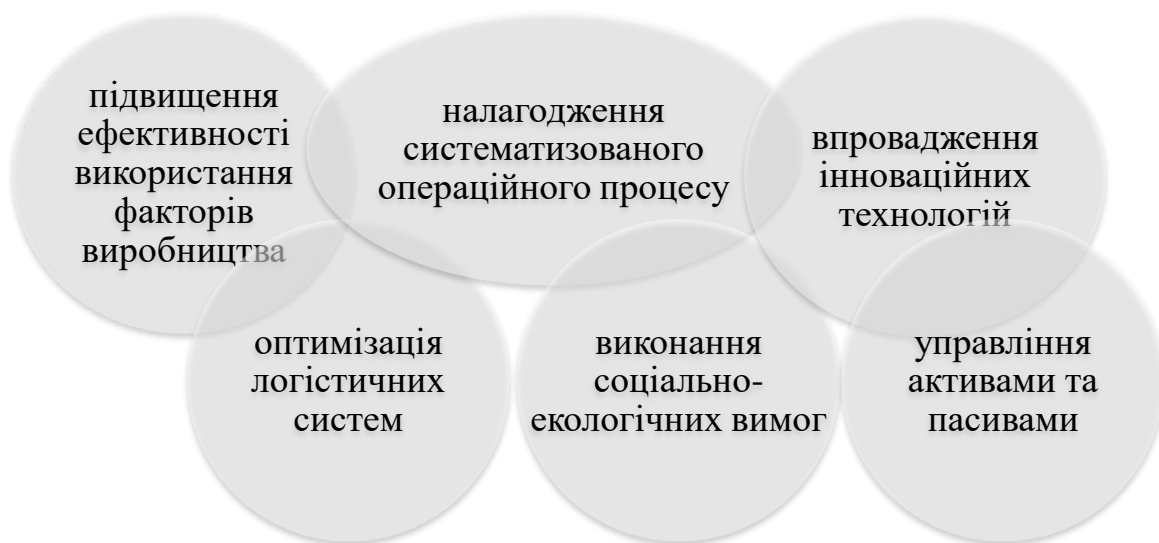 підвищення
ефективності
використання
факторів
виробництва
налагодження
систематизованого
операційного процесу
впровадження
інноваційних
технологій
оптимізація
логістичних
систем
виконання
соціально-
екологічних вимог
управління
активами та
пасивами